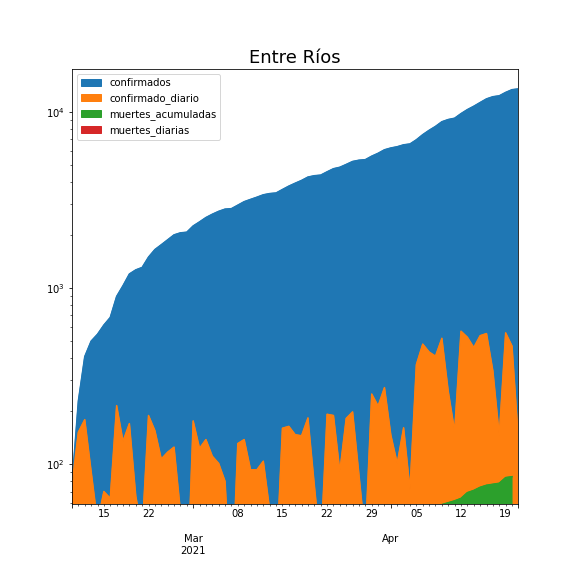 Entre Ríos
confirmados
confirmado_diario
muertes_acumuladas
muertes_diarias
10⁴
10³
10²
15 22 08 15 22 29 05 12 19
Mar Apr
2021